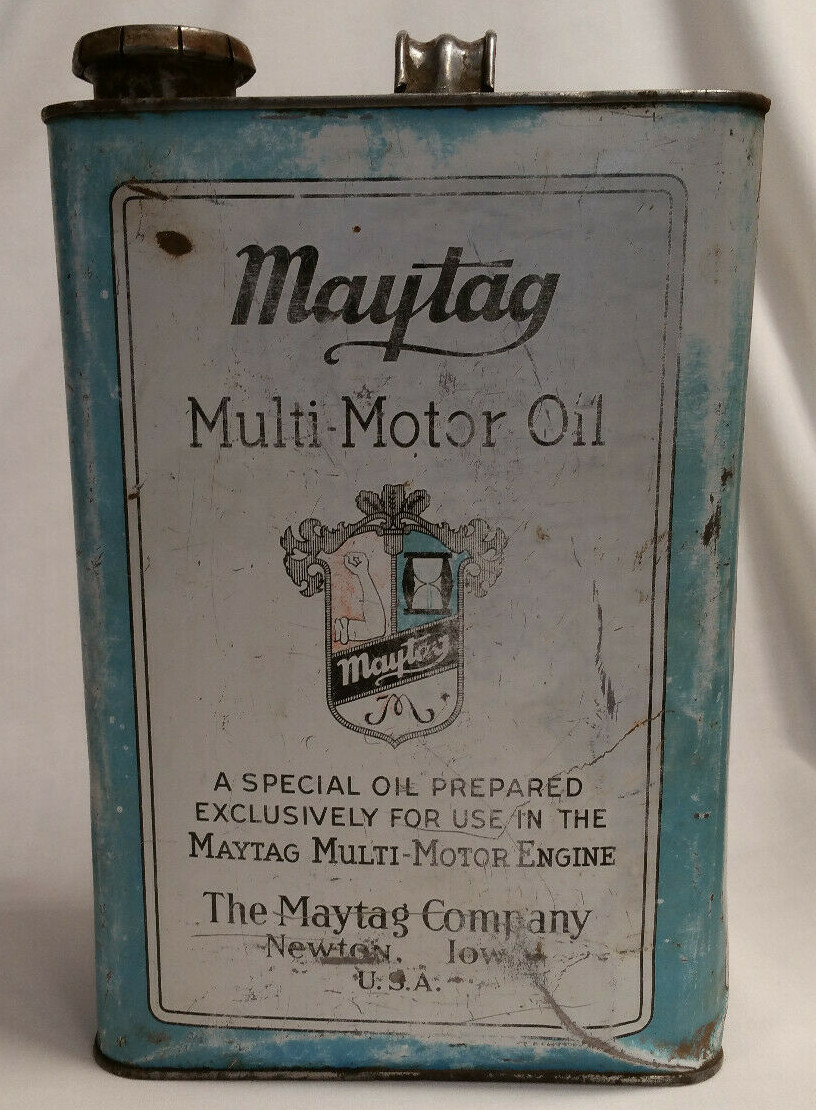 Maytag
Multi-Motor Oil
Maytag
M
A SPECIAL OIL PREPARED
EXCLUSIVELY FOR USE IN THE
MAYTAG MULTI-MOTOR ENGINE
The Maytag Company
Newton, Iowa
U.S.A.